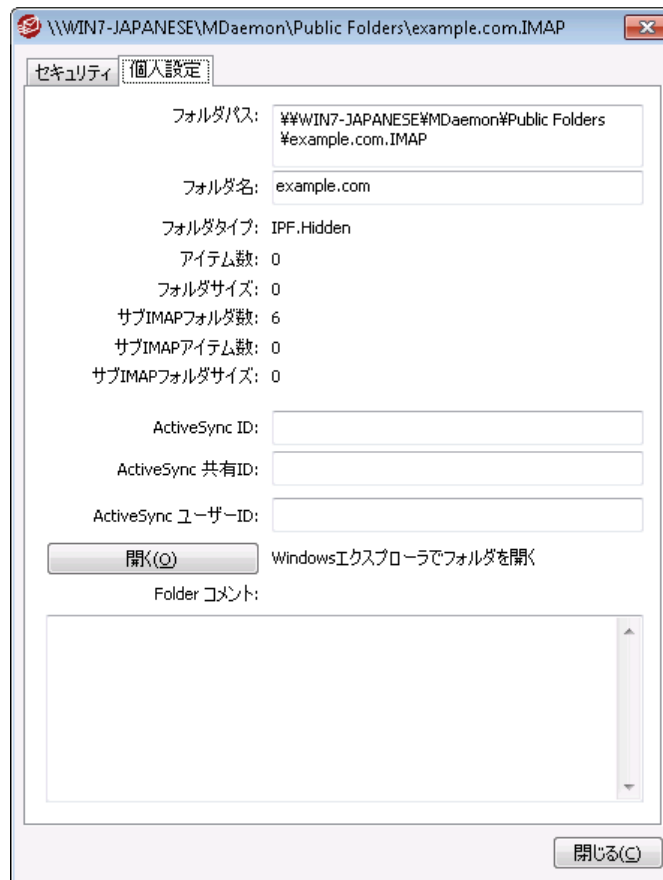 \\WIN7-JAPANESE\MDaemon\Public Folders\example.com.IMAP
セキュリティ 個人設定
フォルダパス: ¥¥WIN7-JAPANESE¥MDaemon¥Public Folders
¥example.com.IMAP
フォルダ名: example.com
フォルダタイプ: IPF.Hidden
アイテム数: 0
フォルダサイズ: 0
サブIMAPフォルダ数: 6
サブIMAPアイテム数: 0
サブIMAPフォルダサイズ: 0
ActiveSync ID:
ActiveSync 共有ID:
ActiveSync ユーザーID:
開く(O) Windowsエクスプローラでフォルダを開く
Folder コメント:
閉じる(C)